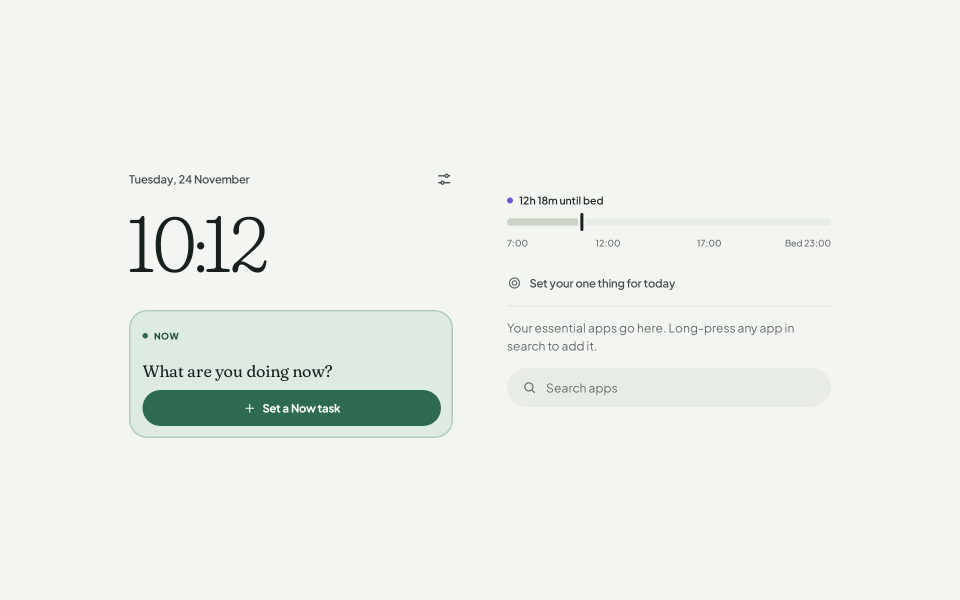 Tuesday, 24 November
10:12
NOW
What are you doing now?
Set a Now task
12h 18m until bed
7:00 12:00 17:00 Bed 23:00
Set your one thing for today
Your essential apps go here. Long-press any app in
search to add it.
Search apps